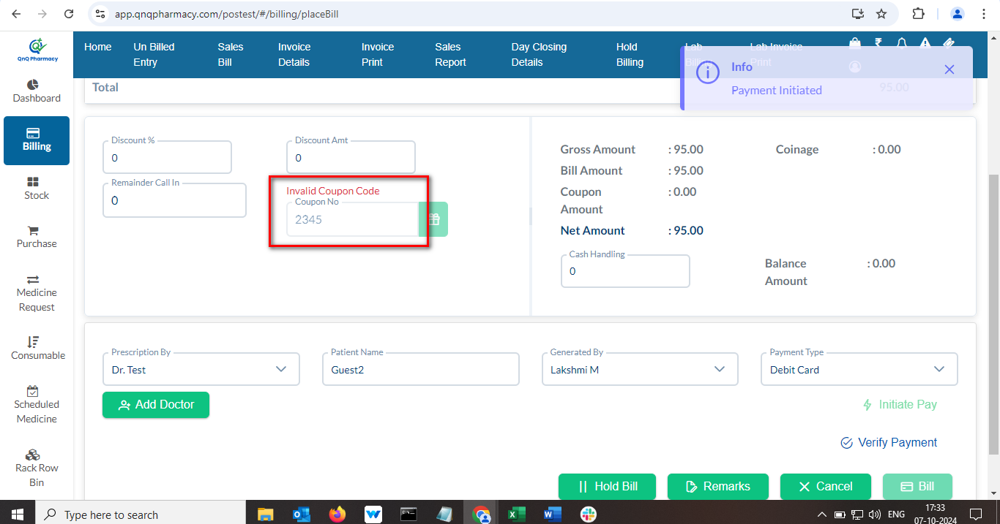 app.qnqpharmacy.com/postest/#/billing/placeBill
QnQ Pharmacy
Dashboard
Billing
Stock
Purchase
Medicine
Request
Consumable
Scheduled
Medicine
Rack Row
Bin
Home
Un Billed
Entry
Sales
Bill
Invoice
Details
Invoice
Print
Sales
Report
Day Closing
Details
Hold
Billing
Lab
Billing
Lab Invoice
Print
Info
Payment Initiated
Total
95.00
Discount %
0
Discount Amt
0
Remainder Call In
0
Invalid Coupon Code
Coupon No
2345
Gross Amount : 95.00
Coinage : 0.00
Bill Amount : 95.00
Coupon
Amount : 0.00
Net Amount : 95.00
Cash Handling
0
Balance
Amount : 0.00
Prescription By
Dr. Test
Patient Name
Guest2
Generated By
Lakshmi M
Payment Type
Debit Card
Add Doctor
Initiate Pay
Verify Payment
Hold Bill
Remarks
Cancel
Bill
Type here to search
ENG
17:33
07-10-2024